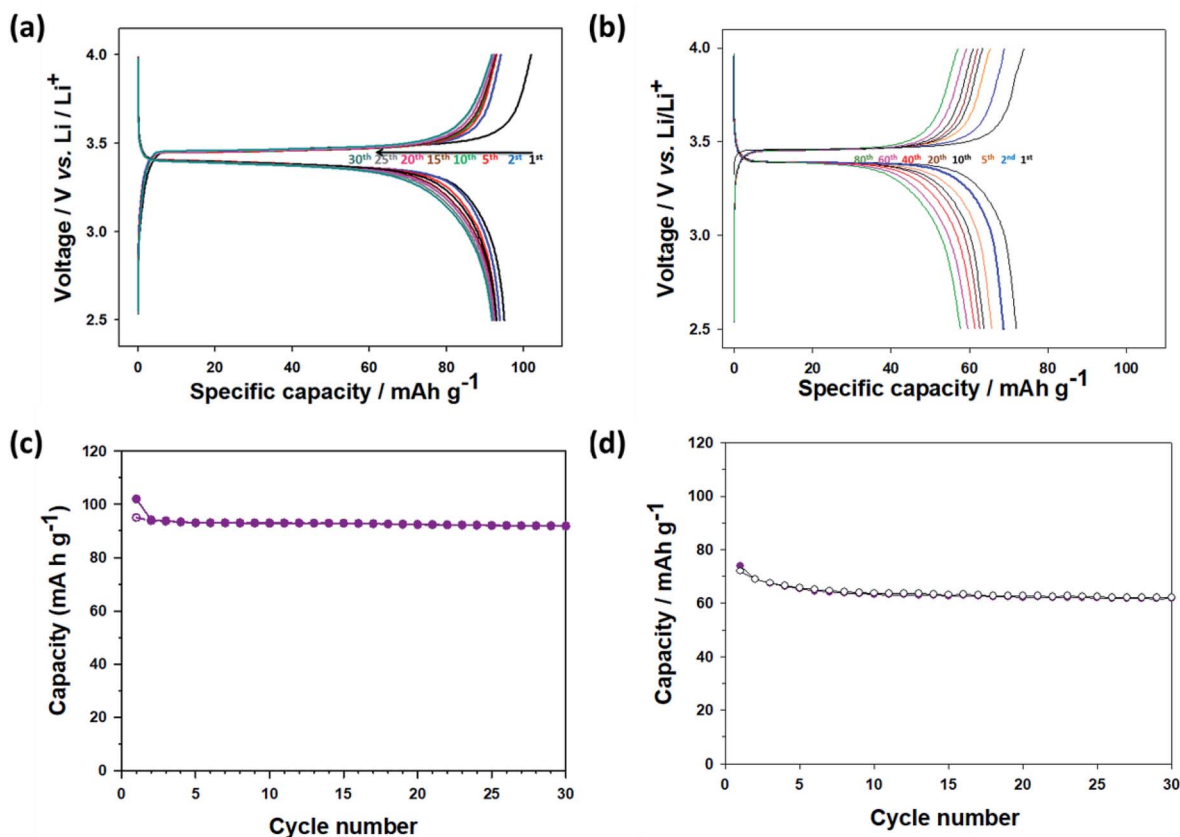 (a)
Voltage / V vs. Li / Li+
4.0
3.5
3.0
2.5
30th 25th 20th 15th 10th 5th 2st 1st
0 20 40 60 80 100
Specific capacity / mAh g-1
(b)
Voltage / V vs. Li/Li+
4.0
3.5
3.0
2.5
80th 60th 40th 20th 10th 5th 2nd 1st
0 20 40 60 80 100
Specific capacity / mAh g-1
(c)
Capacity (mA h g-1)
120
100
80
60
40
20
0
0 5 10 15 20 25 30
Cycle number
(d)
Capacity / mAh g-1
120
100
80
60
40
20
0
0 5 10 15 20 25 30
Cycle number